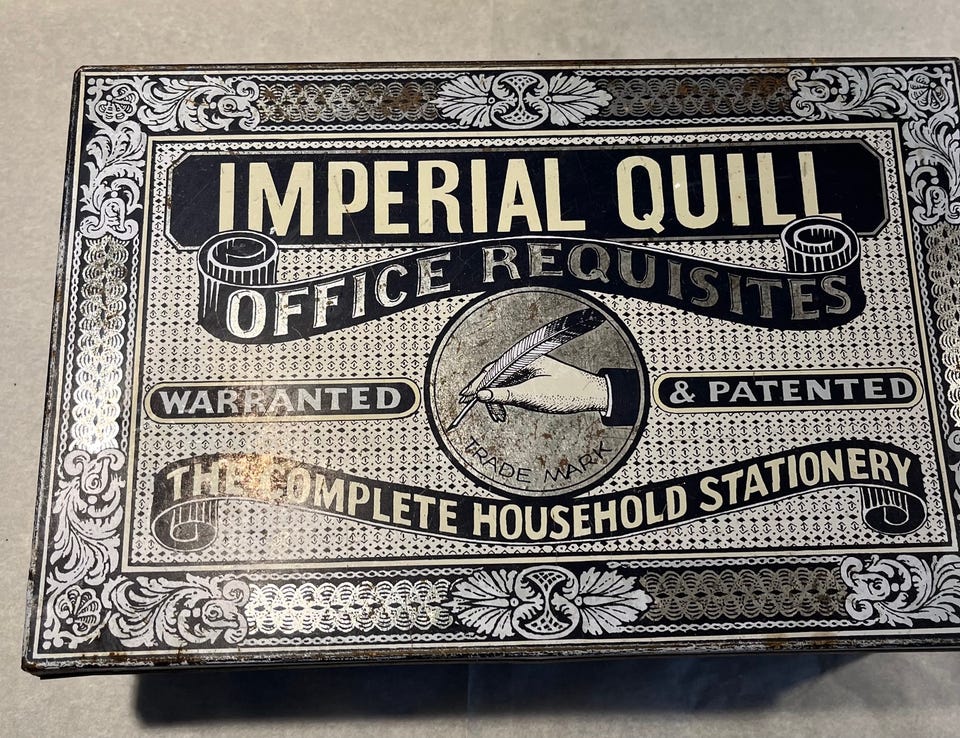 IMPERIAL QUILL
OFFICE REQUISITES
WARRANTED & PATENTED
TRADE MARK
THE COMPLETE HOUSEHOLD STATIONERY